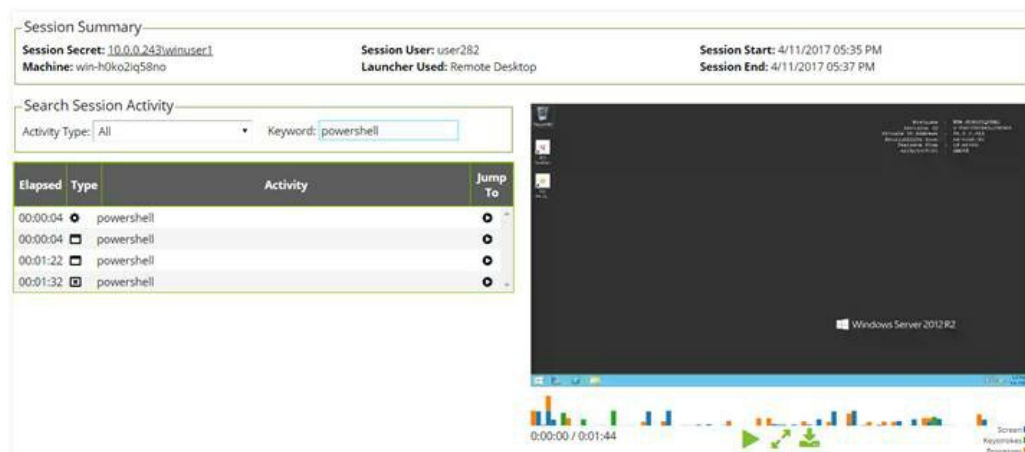 Session Summary
Session Secret: 10.0.0.243\winuser1
Session User: user282
Session Start: 4/11/2017 05:35 PM
Machine: win-h0ko2iq58no
Launcher Used: Remote Desktop
Session End: 4/11/2017 05:37 PM
Search Session Activity
Activity Type: All
Keyword: powershell
Elapsed Type Activity Jump To
00:00:04 powershell
00:00:04 powershell
00:01:22 powershell
00:01:32 powershell
Windows Server 2012 R2
0:00:00 / 0:01:44
Screen
Keystrokes
Processes